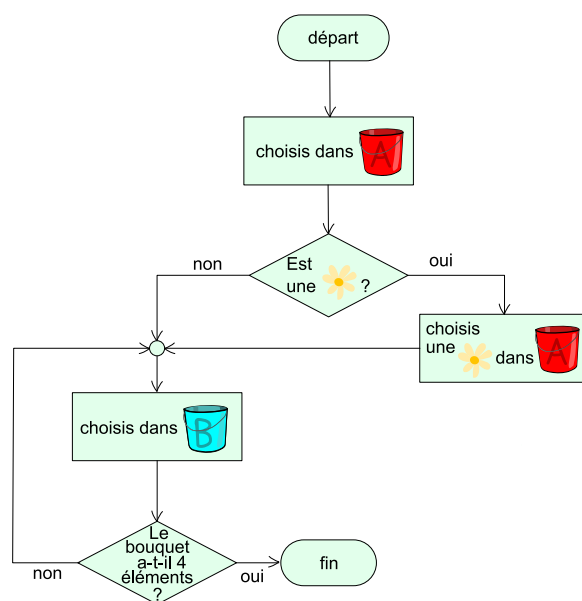 départ
choisis dans A
Est
une ?
non
oui
choisis
une dans A
choisis dans B
Le
bouquet
a-t-il 4
éléments
?
non
oui
fin